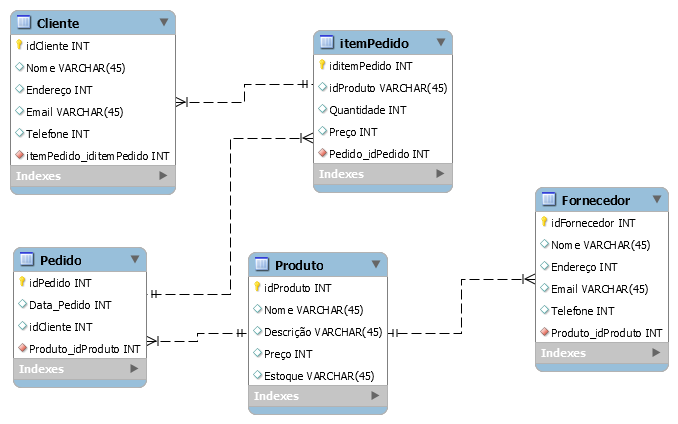 Cliente
idCliente INT
Nome VARCHAR(45)
Endereço INT
Email VARCHAR(45)
Telefone INT
itemPedido_iditemPedido INT
Indexes
itemPedido
iditemPedido INT
idProduto VARCHAR(45)
Quantidade INT
Preço INT
Pedido_idPedido INT
Indexes
Pedido
idPedido INT
Data_Pedido INT
idCliente INT
Produto_idProduto INT
Indexes
Produto
idProduto INT
Nome VARCHAR(45)
Descrição VARCHAR(45)
Preço INT
Estoque VARCHAR(45)
Indexes
Fornecedor
idFornecedor INT
Nome VARCHAR(45)
Endereço INT
Email VARCHAR(45)
Telefone INT
Produto_idProduto INT
Indexes